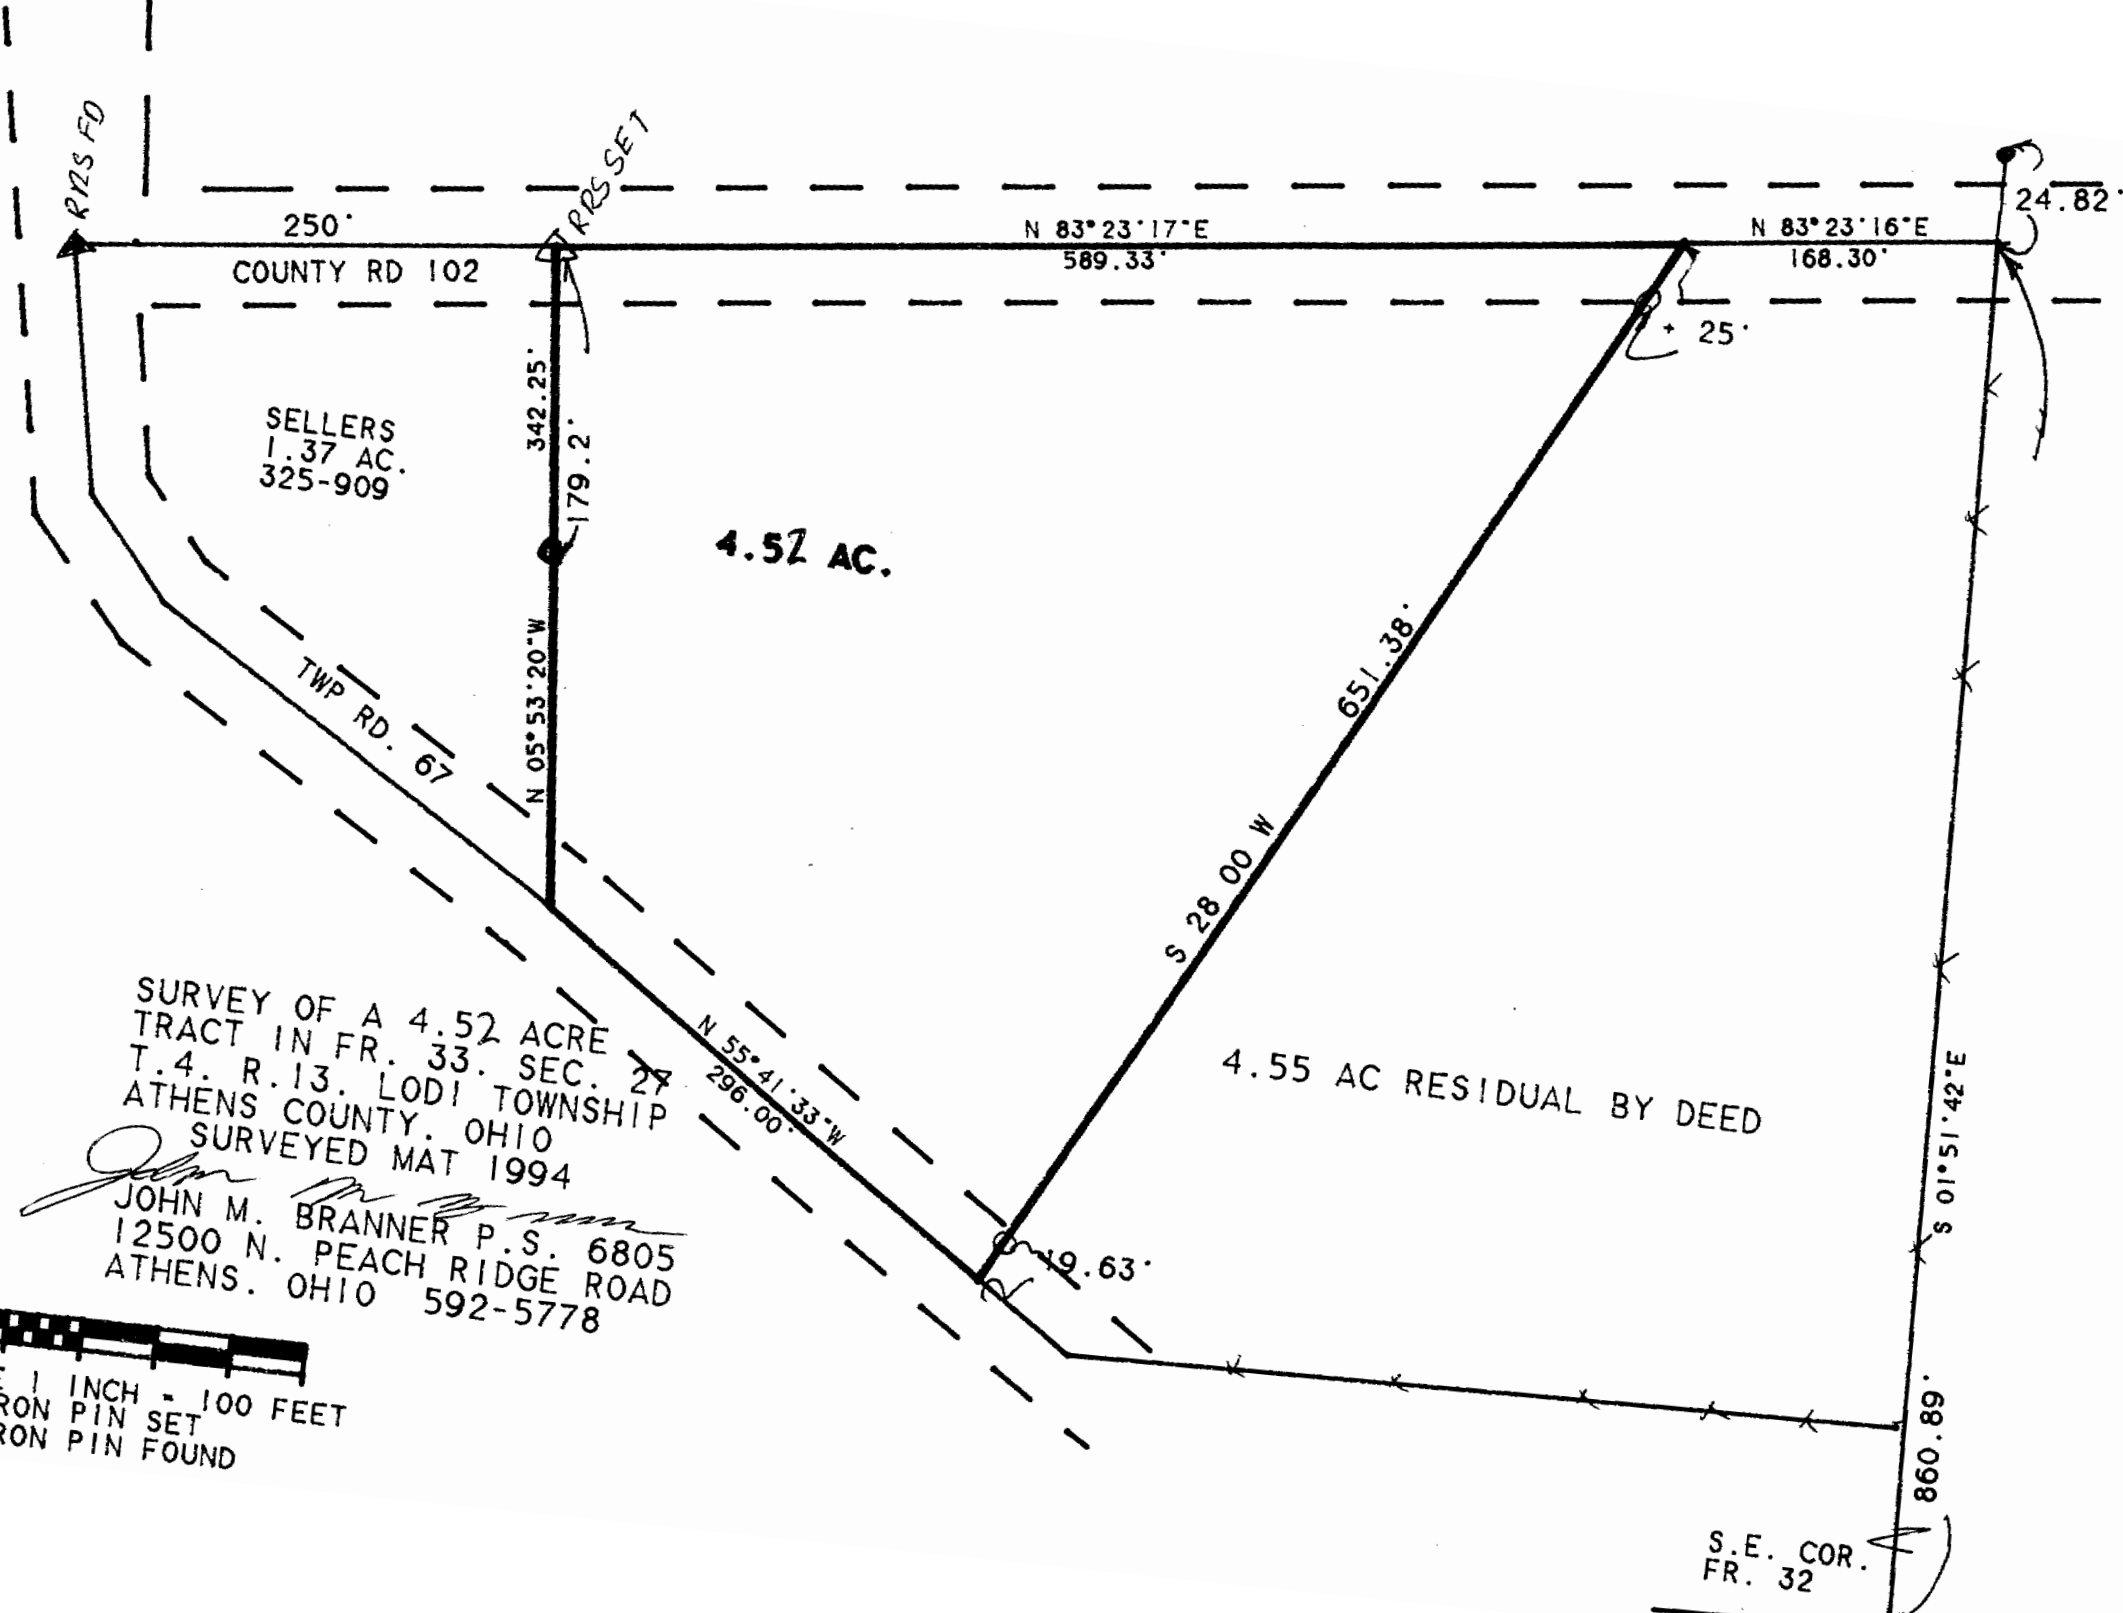 RRS FD
RRS SET
250'
COUNTY RD 102
N 83°23'17"E
589.33'
N 83°23'16"E
168.30'
24.82'
25'
342.25'
179.2'
N 05°53'20"W
SELLERS
1.37 AC.
325-909
4.52 AC.
TWP RD. 67
651.38'
S 28 00 W
N 55°41'33"W
296.00'
19.63'
4.55 AC RESIDUAL BY DEED
S 01°51'42"E
860.89'
SURVEY OF A 4.52 ACRE
TRACT IN FR. 33. SEC. 27
T.4. R.13. LODI TOWNSHIP
ATHENS COUNTY. OHIO
SURVEYED MAT 1994
JOHN M. BRANNER P.S. 6805
12500 N. PEACH RIDGE ROAD
ATHENS. OHIO 592-5778
E 1 INCH = 100 FEET
RON PIN SET
RON PIN FOUND
S.E. COR.
FR. 32